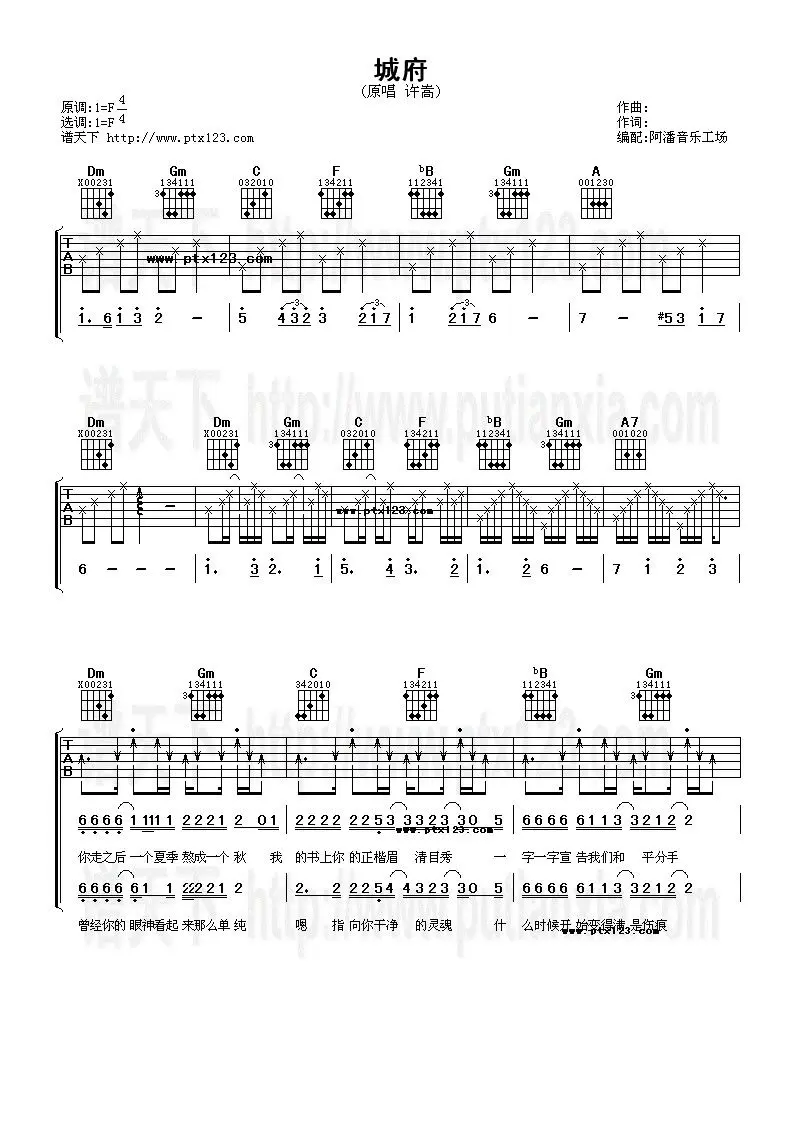 城府
(原唱 许嵩)
原调:1=F 4/4 作曲:
选调:1=F 作词:
谱天下 http://www.ptx123.com 编配:阿潘音乐工场
Dm Gm C F bB Gm A
X00231 134111 032010 134211 112341 134111 001230
3 3
T
A
B
www.ptx123.com
1. 6 1 3 2 - 5 4 3 2 3 2 1 7 1 2 1 7 6 - 7 - #5 3 1 7
谱天下 http://www.putianxia.com
Dm Dm Gm C F bB Gm A7
X00231 X00231 134111 032010 134211 112341 134111 001020
3 3
T
A
B
www.ptx123.com
6 - - - 1. 3 2. 1 5. 4 3. 2 1. 2 6 - 7 1 2 3
Dm Gm C F bB Gm
X00231 134111 342010 134211 112341 134111
3 3
T
A
B
6666 1111 1 2221 2 01 2222 2253 3323 30 5 6666 6113 3212 2
www.ptx123.com
你走之后 一个夏季 熬成一个 秋 我 的书上你 的正楷眉 清目秀 一 字一字宣 告我们和 平分手
6666 61 1 2221 2 0 2. 2 2254 4323 30 5 6666 6113 3212 2
曾经你的 眼神看起 来那么单 纯 嗯 指 向你干净 的灵魂 什 么时候开 始变得满 是伤痕
www.ptx123.com